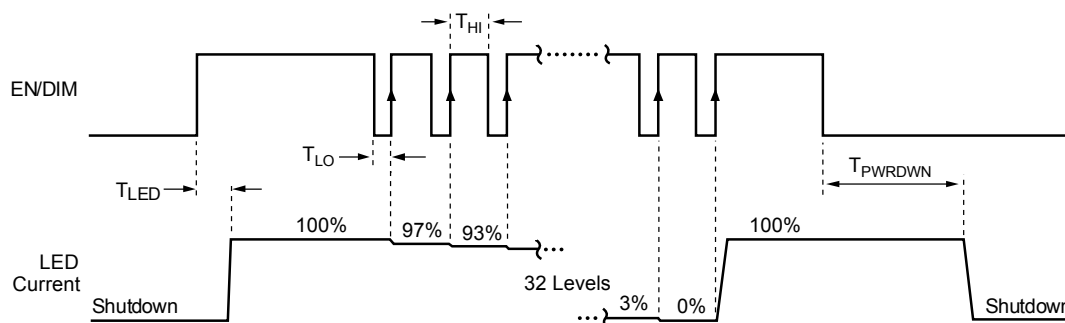 T_HI
EN/DIM
T_LO
T_LED
T_PWRDWN
100%
97%
93%
100%
LED
Current
32 Levels
3%
0%
Shutdown
Shutdown